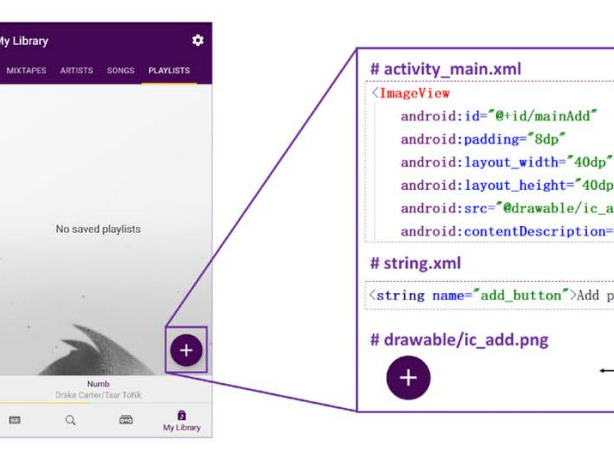 My Library
MIXTAPES ARTISTS SONGS PLAYLISTS
No saved playlists
Numb
Drake Carter/Tsar Tofik
My Library
# activity_main.xml
<ImageView
android:id="@+id/mainAdd"
android:padding="8dp"
android:layout_width="40dp"
android:layout_height="40dp
android:src="@drawable/ic_a
android:contentDescription=
# string.xml
<string name="add_button">Add p
# drawable/ic_add.png